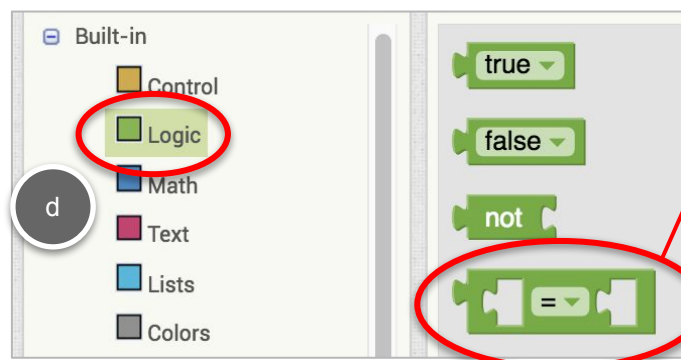 Built-in
Control
Logic
Math
Text
Lists
Colors
d
true
false
not
=